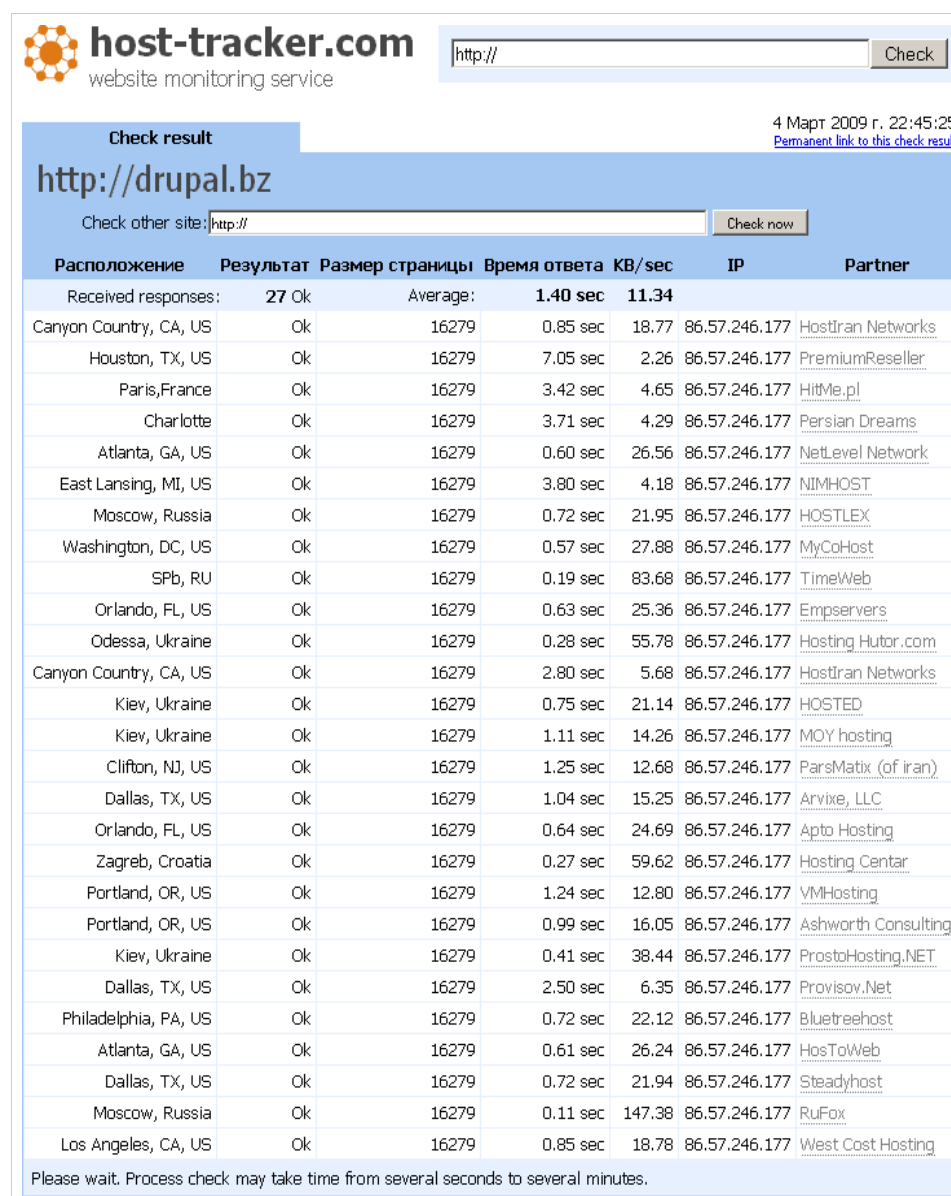 host-tracker.com
website monitoring service
http://
Check
4 Март 2009 г. 22:45:25
Check result
Permanent link to this check resul
http://drupal.bz
Check other site: http:// Check now
Расположение Результат Размер страницы Время ответа KB/sec IP Partner
Received responses: 27 Ok Average: 1.40 sec 11.34
Canyon Country, CA, US Ok 16279 0.85 sec 18.77 86.57.246.177 HostIran Networks
Houston, TX, US Ok 16279 7.05 sec 2.26 86.57.246.177 PremiumReseller
Paris,France Ok 16279 3.42 sec 4.65 86.57.246.177 HitMe.pl
Charlotte Ok 16279 3.71 sec 4.29 86.57.246.177 Persian Dreams
Atlanta, GA, US Ok 16279 0.60 sec 26.56 86.57.246.177 NetLevel Network
East Lansing, MI, US Ok 16279 3.80 sec 4.18 86.57.246.177 NIMHOST
Moscow, Russia Ok 16279 0.72 sec 21.95 86.57.246.177 HOSTLEX
Washington, DC, US Ok 16279 0.57 sec 27.88 86.57.246.177 MyCoHost
SPb, RU Ok 16279 0.19 sec 83.68 86.57.246.177 TimeWeb
Orlando, FL, US Ok 16279 0.63 sec 25.36 86.57.246.177 Empservers
Odessa, Ukraine Ok 16279 0.28 sec 55.78 86.57.246.177 Hosting Hutor.com
Canyon Country, CA, US Ok 16279 2.80 sec 5.68 86.57.246.177 HostIran Networks
Kiev, Ukraine Ok 16279 0.75 sec 21.14 86.57.246.177 HOSTED
Kiev, Ukraine Ok 16279 1.11 sec 14.26 86.57.246.177 MOY hosting
Clifton, NJ, US Ok 16279 1.25 sec 12.68 86.57.246.177 ParsMatix (of iran)
Dallas, TX, US Ok 16279 1.04 sec 15.25 86.57.246.177 Arvixe, LLC
Orlando, FL, US Ok 16279 0.64 sec 24.69 86.57.246.177 Apto Hosting
Zagreb, Croatia Ok 16279 0.27 sec 59.62 86.57.246.177 Hosting Centar
Portland, OR, US Ok 16279 1.24 sec 12.80 86.57.246.177 VMHosting
Portland, OR, US Ok 16279 0.99 sec 16.05 86.57.246.177 Ashworth Consulting
Kiev, Ukraine Ok 16279 0.41 sec 38.44 86.57.246.177 ProstoHosting.NET
Dallas, TX, US Ok 16279 2.50 sec 6.35 86.57.246.177 Provisov.Net
Philadelphia, PA, US Ok 16279 0.72 sec 22.12 86.57.246.177 Bluetreehost
Atlanta, GA, US Ok 16279 0.61 sec 26.24 86.57.246.177 HosToWeb
Dallas, TX, US Ok 16279 0.72 sec 21.94 86.57.246.177 Steadyhost
Moscow, Russia Ok 16279 0.11 sec 147.38 86.57.246.177 RuFox
Los Angeles, CA, US Ok 16279 0.85 sec 18.78 86.57.246.177 West Cost Hosting
Please wait. Process check may take time from several seconds to several minutes.